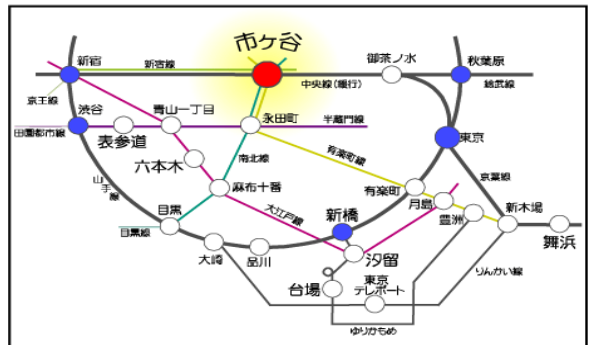 市ヶ谷
新宿
新宿線
御茶ノ水
秋葉原
中央線(緩行)
総武線
京王線
渋谷
青山一丁目
永田町
半蔵門線
東京
田園都市線
表参道
有楽町線
六本木
南北線
京葉線
山手線
麻布十番
有楽町
月島
大江戸線
新橋
豊洲
新木場
目黒
目黒線
舞浜
大崎
品川
汐留
りんかい線
台場
東京
テレポート
ゆりかもめ